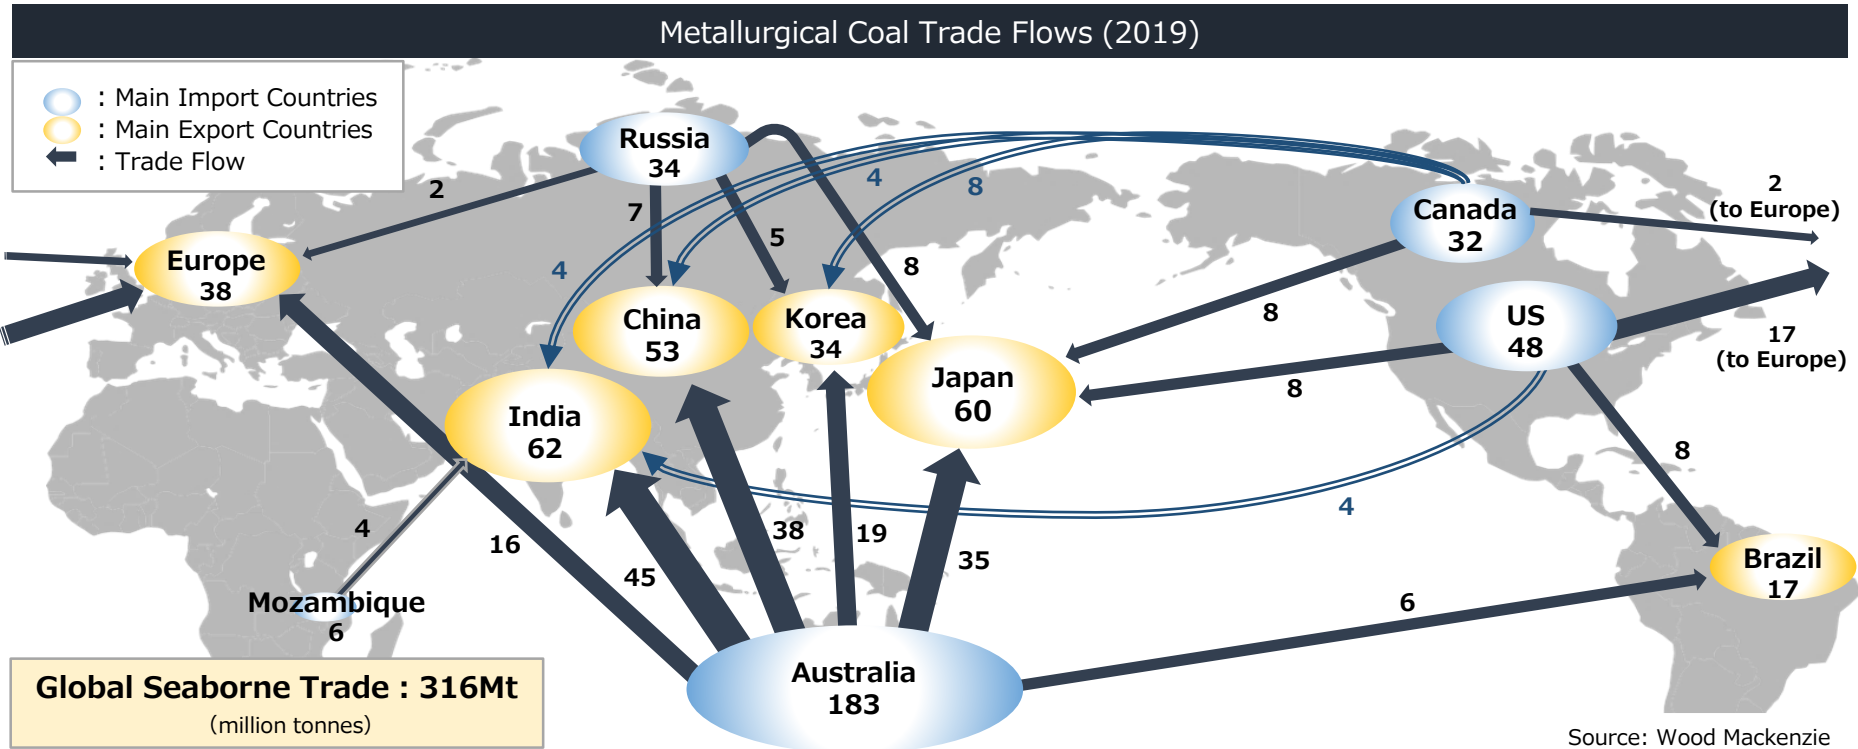 Metallurgical Coal Trade Flows (2019)
: Main Import Countries
: Main Export Countries
: Trade Flow
Russia
34
2
7
5
8
4
8
4
Canada
32
2
(to Europe)
Europe
38
China
53
Korea
34
Japan
60
8
US
48
17
(to Europe)
8
India
62
8
4
4
16
45
38
19
35
Mozambique
6
Brazil
17
6
Australia
183
Global Seaborne Trade : 316Mt
(million tonnes)
Source: Wood Mackenzie